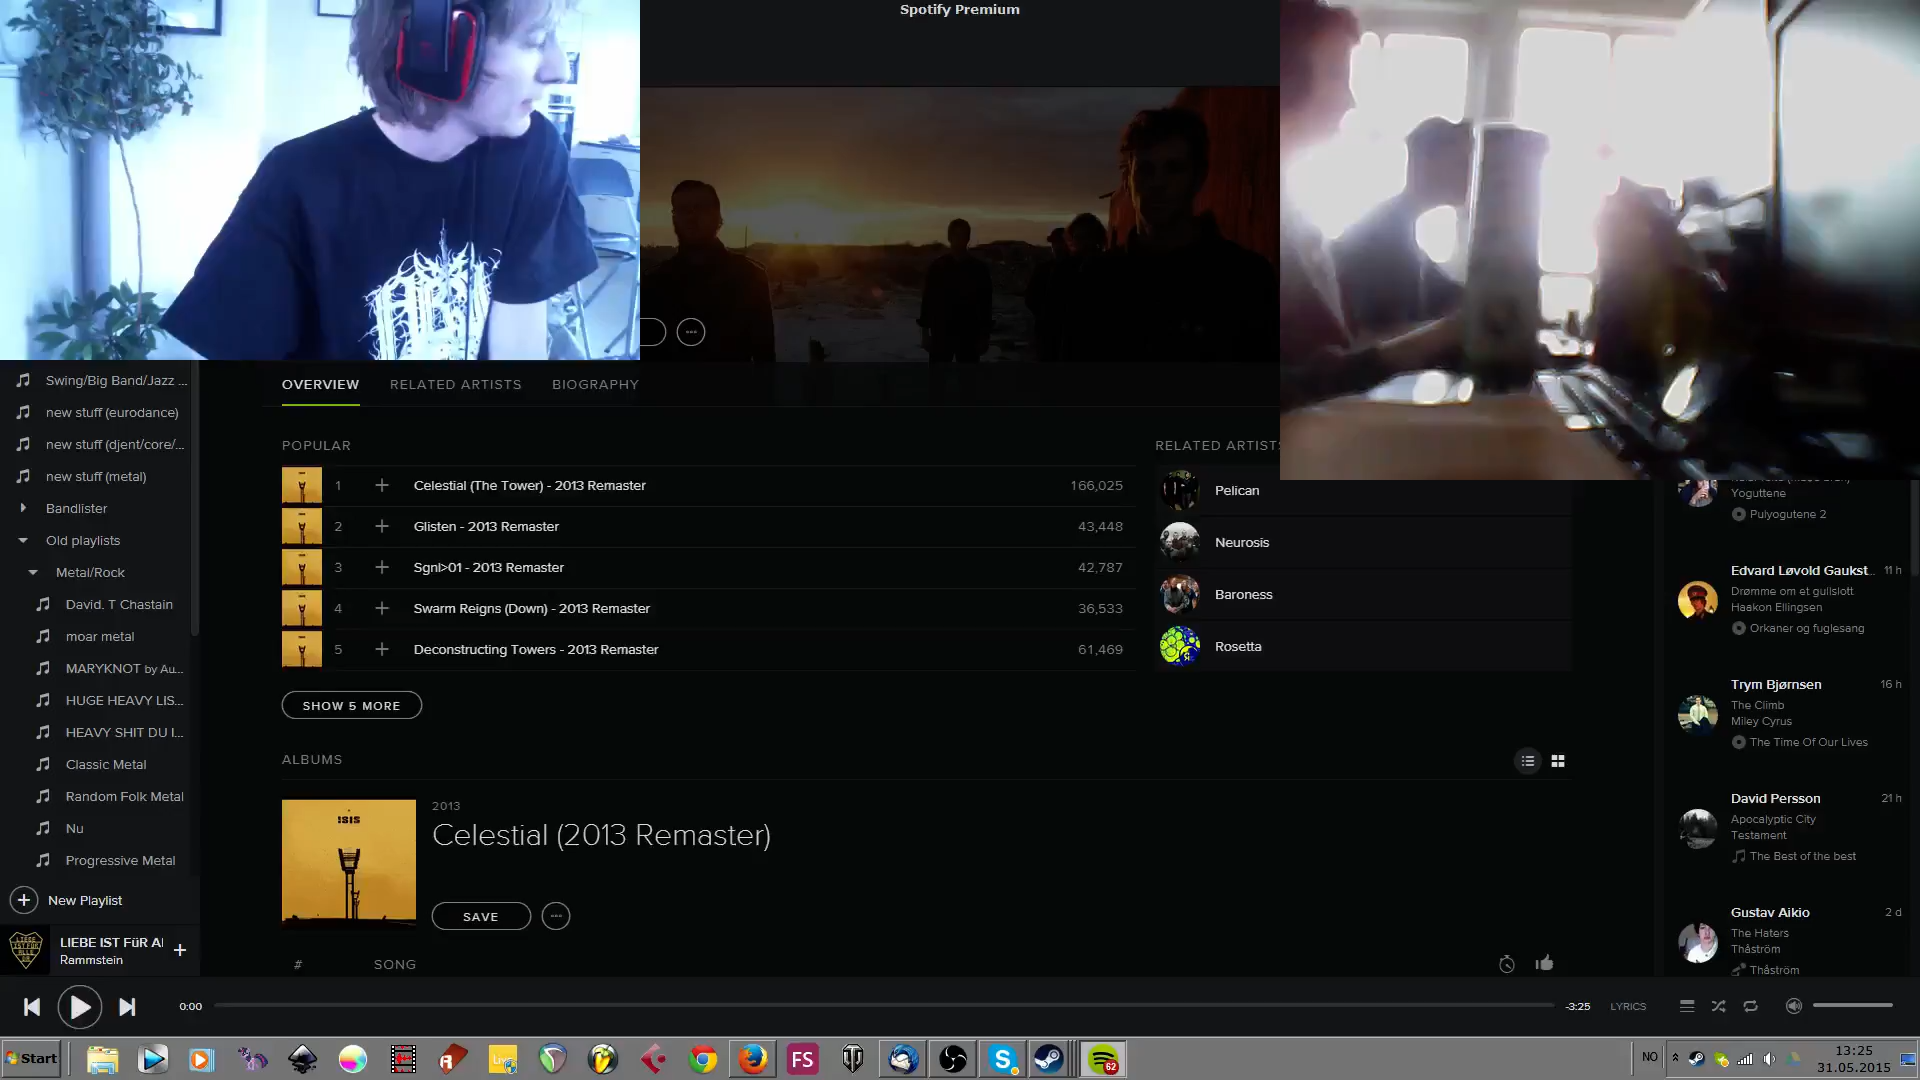 Spotify Premium
Swing/Big Band/Jazz ...
new stuff (eurodance)
new stuff (djent/core/...
new stuff (metal)
Bandlister
Old playlists
Metal/Rock
David. T Chastain
moar metal
MARYKNOT by Au...
HUGE HEAVY LIS...
HEAVY SHIT DU I...
Classic Metal
Random Folk Metal
Nu
Progressive Metal
New Playlist
LIEBE IST FüR Al
Rammstein
OVERVIEW RELATED ARTISTS BIOGRAPHY
POPULAR
1 Celestial (The Tower) - 2013 Remaster 166,025
2 Glisten - 2013 Remaster 43,448
3 Sgnl>01 - 2013 Remaster 42,787
4 Swarm Reigns (Down) - 2013 Remaster 36,533
5 Deconstructing Towers - 2013 Remaster 61,469
SHOW 5 MORE
RELATED ARTISTS
Pelican
Neurosis
Baroness
Rosetta
ALBUMS
ISIS
2013
Celestial (2013 Remaster)
SAVE
# SONG
Yoguttene
Pulyogutene 2
Edvard Løvold Gaukst... 11 h
Drømme om et gullslott
Haakon Ellingsen
Orkaner og fuglesang
Trym Bjørnsen 16 h
The Climb
Miley Cyrus
The Time Of Our Lives
David Persson 21 h
Apocalyptic City
Testament
The Best of the best
Gustav Aikio 2 d
The Haters
Thåström
Thåström
0:00 -3:25 LYRICS
Start FS 62 NO 13:25
31.05.2015